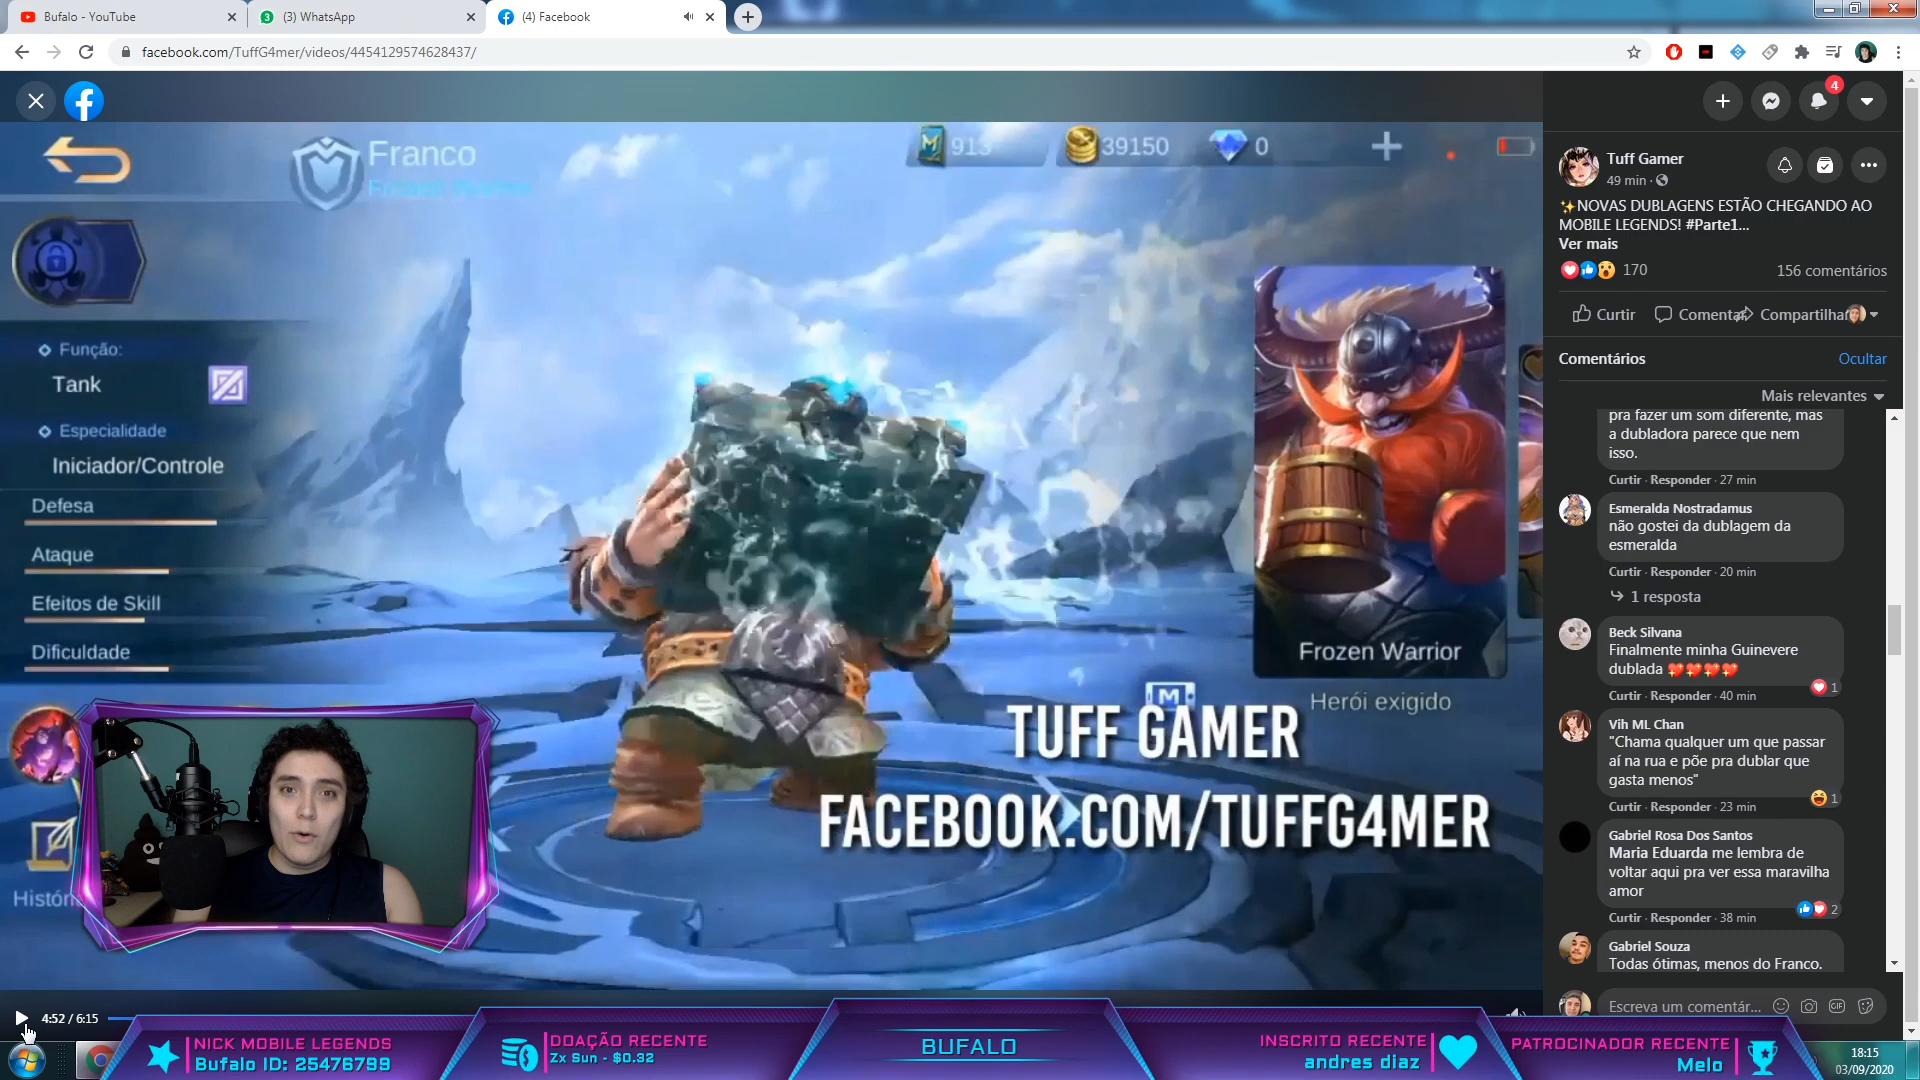 Bufalo - YouTube
(3) WhatsApp
(4) Facebook
facebook.com/TuffG4mer/videos/4454129574628437/
Franco
Frozen Warrior
913
39150
0
Função:
Tank
Especialidade
Iniciador/Controle
Defesa
Ataque
Efeitos de Skill
Dificuldade
Frozen Warrior
Herói exigido
TUFF GAMER
FACEBOOK.COM/TUFFG4MER
4:52 / 6:15
4
Tuff Gamer
49 min ·
✨NOVAS DUBLAGENS ESTÃO CHEGANDO AO
MOBILE LEGENDS! #Parte1...
Ver mais
170
156 comentários
Curtir
Comentar
Compartilhar
Comentários
Ocultar
Mais relevantes
pra fazer um som diferente, mas
a dubladora parece que nem
isso.
Curtir · Responder · 27 min
Esmeralda Nostradamus
não gostei da dublagem da
esmeralda
Curtir · Responder · 20 min
1 resposta
Beck Silvana
Finalmente minha Guinevere
dublada 💖💖💖💖
1
Curtir · Responder · 40 min
Vih ML Chan
"Chama qualquer um que passar
aí na rua e põe pra dublar que
gasta menos"
1
Curtir · Responder · 23 min
Gabriel Rosa Dos Santos
Maria Eduarda me lembra de
voltar aqui pra ver essa maravilha
amor
2
Curtir · Responder · 38 min
Gabriel Souza
Todas ótimas, menos do Franco.
Escreva um comentár...
GIF
NICK MOBILE LEGENDS
Bufalo ID: 25476799
DOAÇÃO RECENTE
Zx Sun - $0.32
BUFALO
INSCRITO RECENTE
andres diaz
PATROCINADOR RECENTE
Melo
18:15
03/09/2020